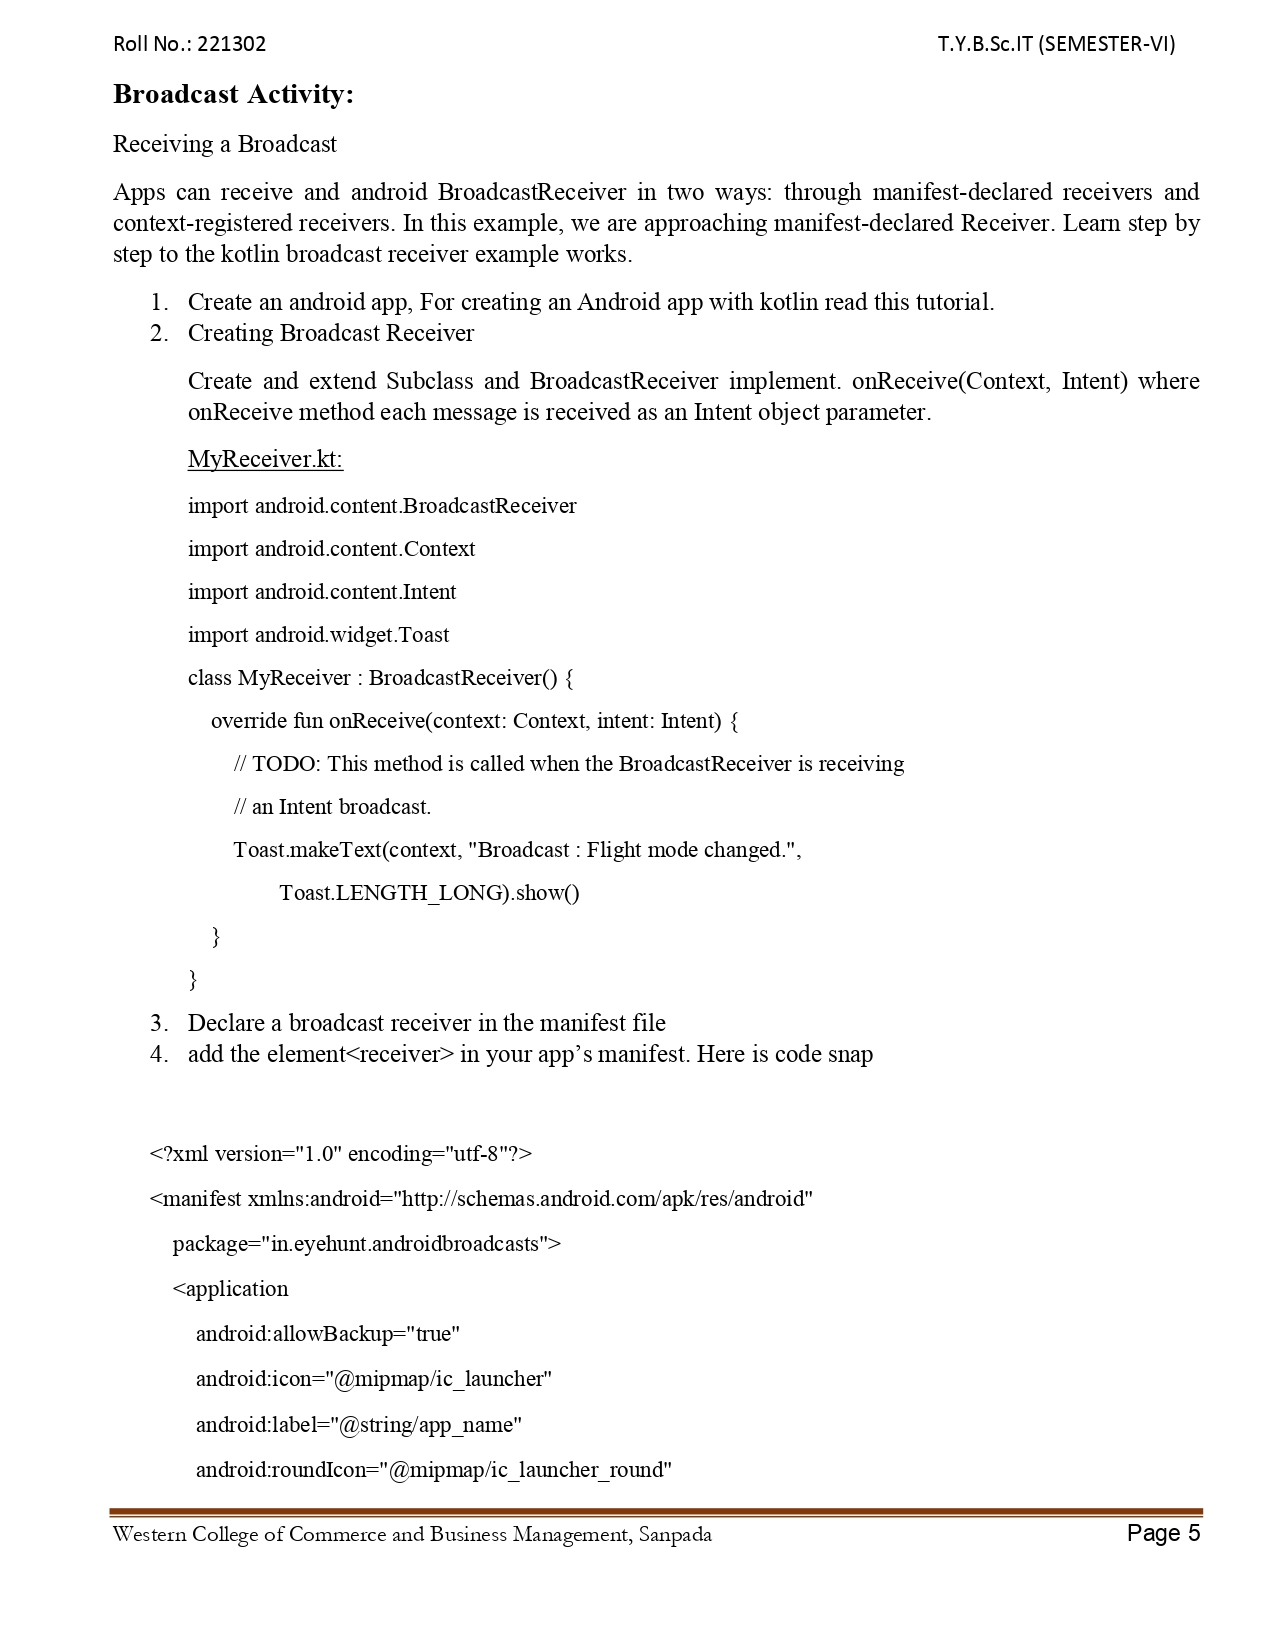 Roll No.: 221302 T.Y.B.Sc.IT (SEMESTER-VI)
Broadcast Activity:
Receiving a Broadcast
Apps can receive and android BroadcastReceiver in two ways: through manifest-declared receivers and
context-registered receivers. In this example, we are approaching manifest-declared Receiver. Learn step by
step to the kotlin broadcast receiver example works.
1. Create an android app, For creating an Android app with kotlin read this tutorial.
2. Creating Broadcast Receiver
Create and extend Subclass and BroadcastReceiver implement. onReceive(Context, Intent) where
onReceive method each message is received as an Intent object parameter.
MyReceiver.kt:
import android.content.BroadcastReceiver
import android.content.Context
import android.content.Intent
import android.widget.Toast
class MyReceiver : BroadcastReceiver() {
override fun onReceive(context: Context, intent: Intent) {
// TODO: This method is called when the BroadcastReceiver is receiving
// an Intent broadcast.
Toast.makeText(context, "Broadcast : Flight mode changed.",
Toast.LENGTH_LONG).show()
}
}
3. Declare a broadcast receiver in the manifest file
4. add the element<receiver> in your app’s manifest. Here is code snap
<?xml version="1.0" encoding="utf-8"?>
<manifest xmlns:android="http://schemas.android.com/apk/res/android"
package="in.eyehunt.androidbroadcasts">
<application
android:allowBackup="true"
android:icon="@mipmap/ic_launcher"
android:label="@string/app_name"
android:roundIcon="@mipmap/ic_launcher_round"
Western College of Commerce and Business Management, Sanpada Page 5